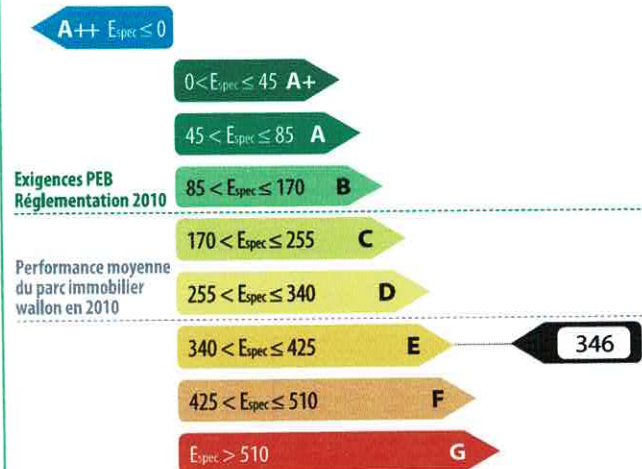 A++ Espec ≤ 0
0 < Espec ≤ 45 A+
45 < Espec ≤ 85 A
Exigences PEB
Réglementation 2010
85 < Espec ≤ 170 B
170 < Espec ≤ 255 C
Performance moyenne
du parc immobilier
wallon en 2010
255 < Espec ≤ 340 D
340 < Espec ≤ 425 E
346
425 < Espec ≤ 510 F
Espec > 510 G